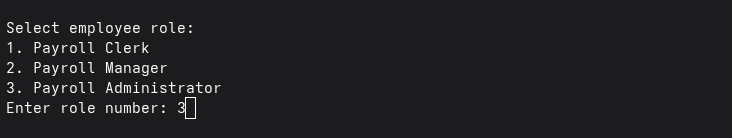 Select employee role:
1. Payroll Clerk
2. Payroll Manager
3. Payroll Administrator
Enter role number: 3